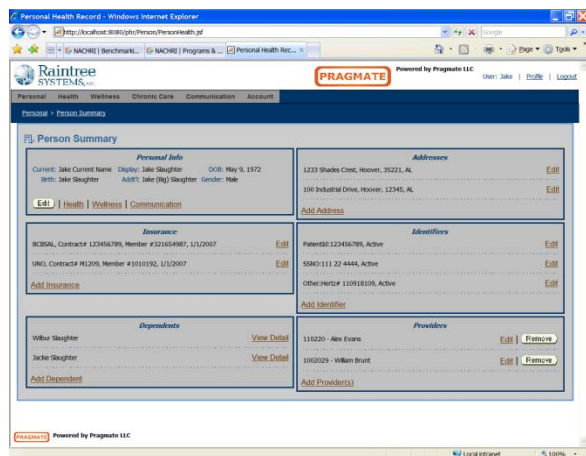 Personal Health Record - Windows Internet Explorer
http://localhost:8080/phr/Person/PersonHealth.jsf
Google
NACHRI | Benchmarki...
NACHRI | Programs & ...
Personal Health Rec...
Page
Tools
Raintree
SYSTEMS, INC.
PRAGMATE
Powered by Pragmate LLC
User: Jake | Profile | Logout
Personal Health Wellness Chronic Care Communication Account
Personal > Person Summary
Person Summary
Personal Info
Current: Jake Current Name Display: Jake Slaughter DOB: May 9, 1972
Birth: Jake Slaughter Addt'l: Jake (Big) Slaughter Gender: Male
Edit | Health | Wellness | Communication
Addresses
1233 Shades Crest, Hoover, 35221, AL Edit
100 Industrial Drive, Hoover, 12345, AL Edit
Add Address
Insurance
BCBSAL, Contract# 123456789, Member #321654987, 1/1/2007 Edit
UNO, Contract# M1209, Member #1010192, 1/1/2007 Edit
Add Insurance
Identifiers
PatientId:123456789, Active Edit
SSNO:111 22 4444, Active Edit
Other:Hertz# 110918109, Active Edit
Add Identifier
Dependents
Wilbur Slaughter View Detail
Jackie Slaughter View Detail
Add Dependent
Providers
110220 - Alex Evans Edit | Remove
1002029 - William Brunt Edit | Remove
Add Provider(s)
PRAGMATE Powered by Pragmate LLC
Local intranet
100%